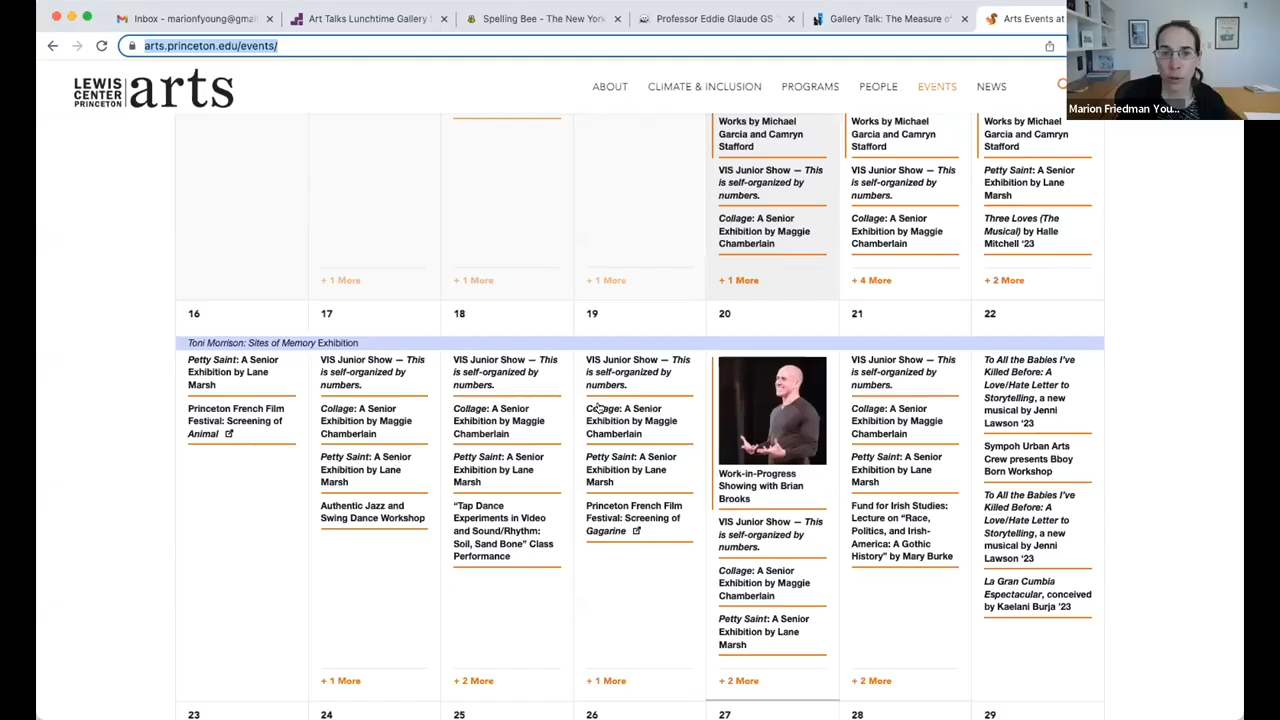 Inbox - marionfyoung@gmai
Art Talks Lunchtime Gallery
Spelling Bee - The New York
Professor Eddie Glaude GS "
Gallery Talk: The Measure of
Arts Events at
arts.princeton.edu/events/
LEWIS
CENTER
PRINCETON
arts
ABOUT
CLIMATE & INCLUSION
PROGRAMS
PEOPLE
EVENTS
NEWS
Marion Friedman You...
Works by Michael
Garcia and Camryn
Stafford
VIS Junior Show — This
is self-organized by
numbers.
Collage: A Senior
Exhibition by Maggie
Chamberlain
Works by Michael
Garcia and Camryn
Stafford
VIS Junior Show — This
is self-organized by
numbers.
Collage: A Senior
Exhibition by Maggie
Chamberlain
Works by Michael
Garcia and Camryn
Stafford
Petty Saint: A Senior
Exhibition by Lane
Marsh
Three Loves (The
Musical) by Halle
Mitchell '23
+ 1 More
+ 1 More
+ 1 More
+ 1 More
+ 4 More
+ 2 More
16
17
18
19
20
21
22
Toni Morrison: Sites of Memory Exhibition
Petty Saint: A Senior
Exhibition by Lane
Marsh
Princeton French Film
Festival: Screening of
Animal
VIS Junior Show — This
is self-organized by
numbers.
Collage: A Senior
Exhibition by Maggie
Chamberlain
Petty Saint: A Senior
Exhibition by Lane
Marsh
Authentic Jazz and
Swing Dance Workshop
VIS Junior Show — This
is self-organized by
numbers.
Collage: A Senior
Exhibition by Maggie
Chamberlain
Petty Saint: A Senior
Exhibition by Lane
Marsh
"Tap Dance
Experiments in Video
and Sound/Rhythm:
Soil, Sand Bone" Class
Performance
VIS Junior Show — This
is self-organized by
numbers.
Collage: A Senior
Exhibition by Maggie
Chamberlain
Petty Saint: A Senior
Exhibition by Lane
Marsh
Princeton French Film
Festival: Screening of
Gagarine
Work-in-Progress
Showing with Brian
Brooks
VIS Junior Show — This
is self-organized by
numbers.
Collage: A Senior
Exhibition by Maggie
Chamberlain
Petty Saint: A Senior
Exhibition by Lane
Marsh
VIS Junior Show — This
is self-organized by
numbers.
Collage: A Senior
Exhibition by Maggie
Chamberlain
Petty Saint: A Senior
Exhibition by Lane
Marsh
Fund for Irish Studies:
Lecture on "Race,
Politics, and Irish-
America: A Gothic
History" by Mary Burke
To All the Babies I've
Killed Before: A
Love/Hate Letter to
Storytelling, a new
musical by Jenni
Lawson '23
Sympoh Urban Arts
Crew presents Bboy
Born Workshop
To All the Babies I've
Killed Before: A
Love/Hate Letter to
Storytelling, a new
musical by Jenni
Lawson '23
La Gran Cumbia
Espectacular, conceived
by Kaelani Burja '23
+ 1 More
+ 2 More
+ 1 More
+ 2 More
+ 2 More
23
24
25
26
27
28
29